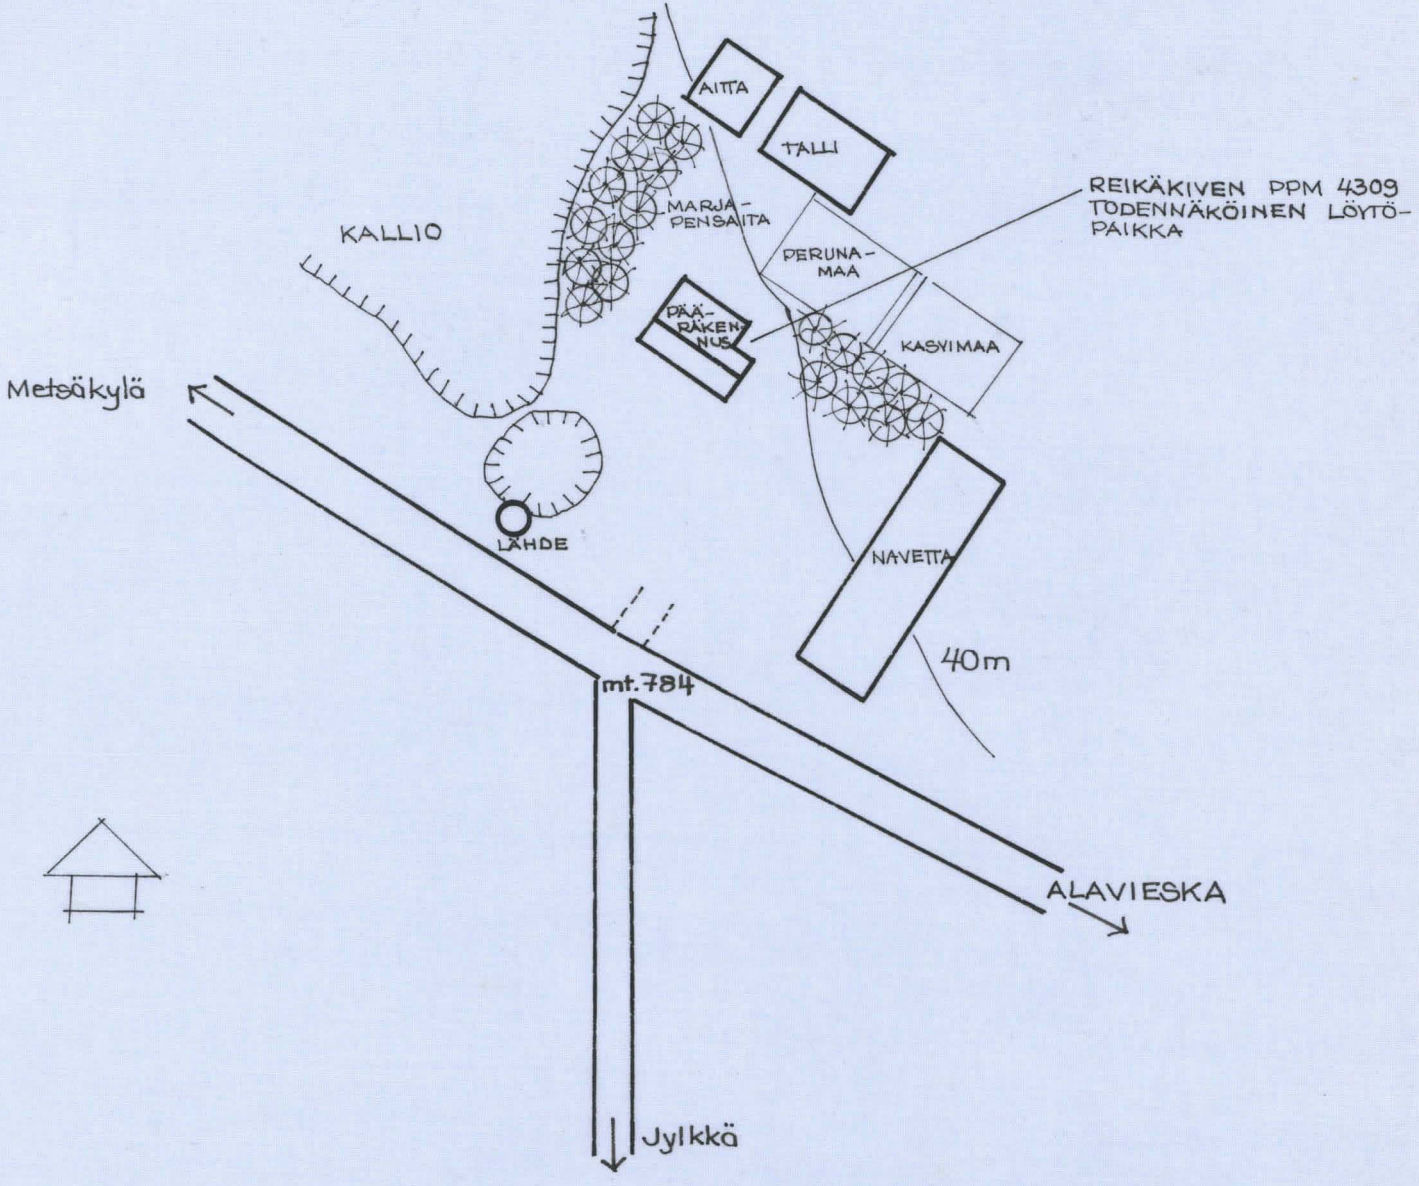 AITTA
TALLI
REIKÄKIVEN PPM 4309
TODENNÄKÖINEN LÖYTÖ-
PAIKKA
MARJA-
PENSAITA
KALLIO
PERUNA-
MAA
PÄÄ-
RÄKEN-
NUS
KASVIMAA
Metsäkylä
LÄHDE
NAVETTA
40m
mt.784
ALAVIESKA
Jylkkä